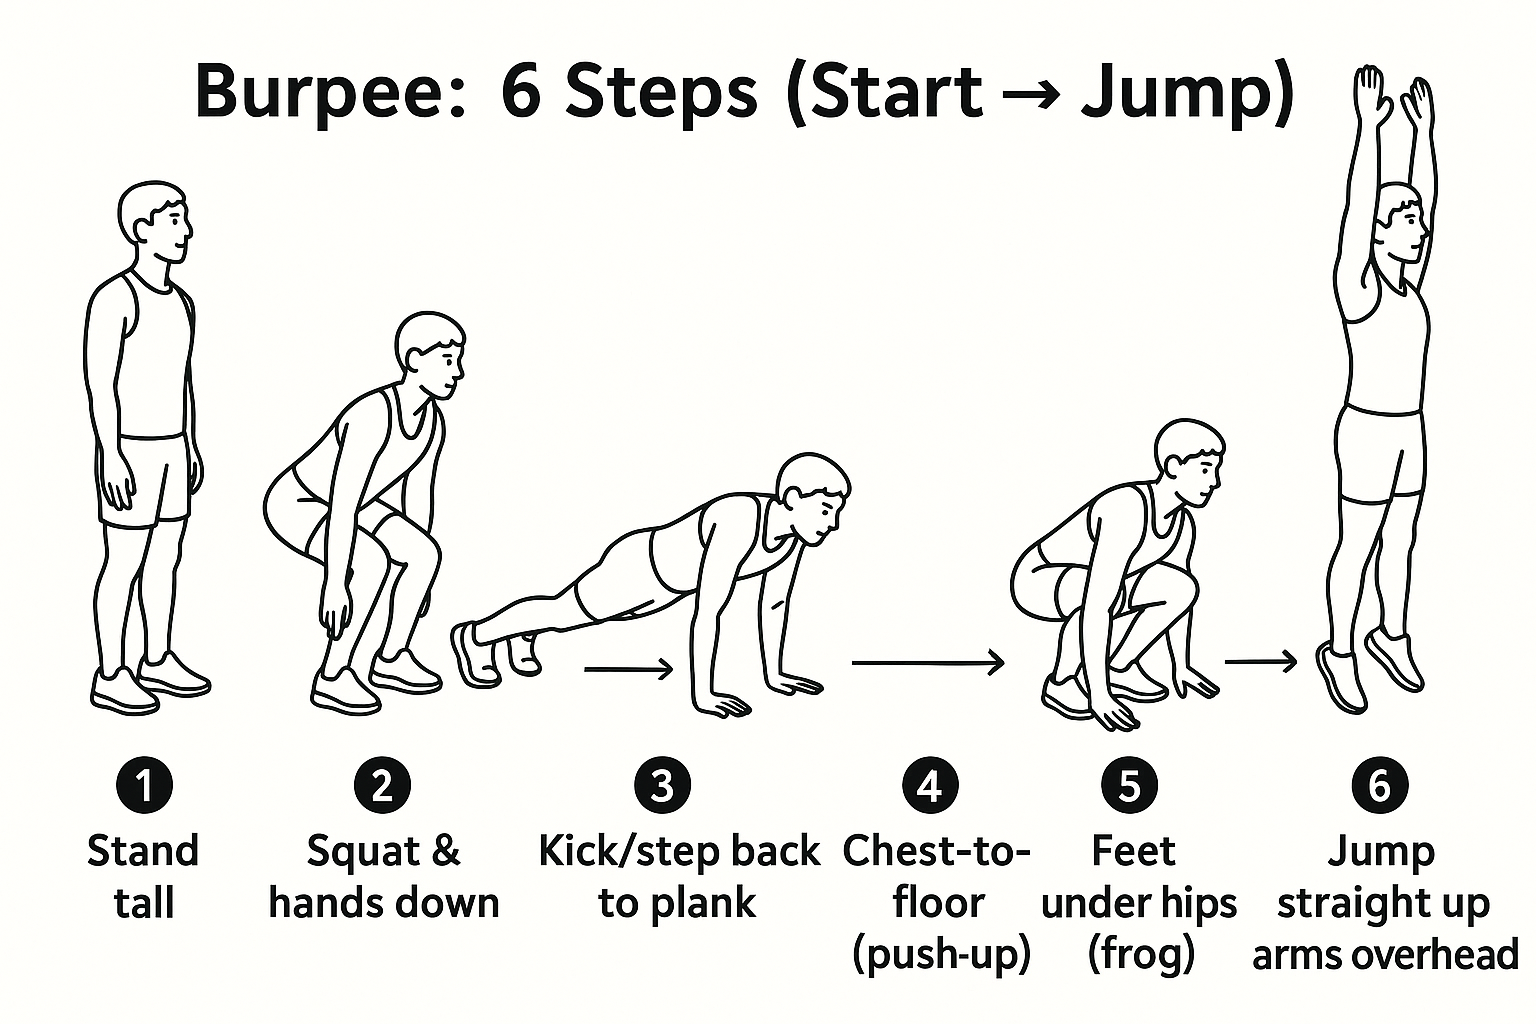 Burpee: 6 Steps (Start → Jump)
1
Stand
tall
2
Squat &
hands down
3
Kick/step back
to plank
4
Chest-to-
floor
(push-up)
5
Feet
under hips
(frog)
6
Jump
straight up
arms overhead